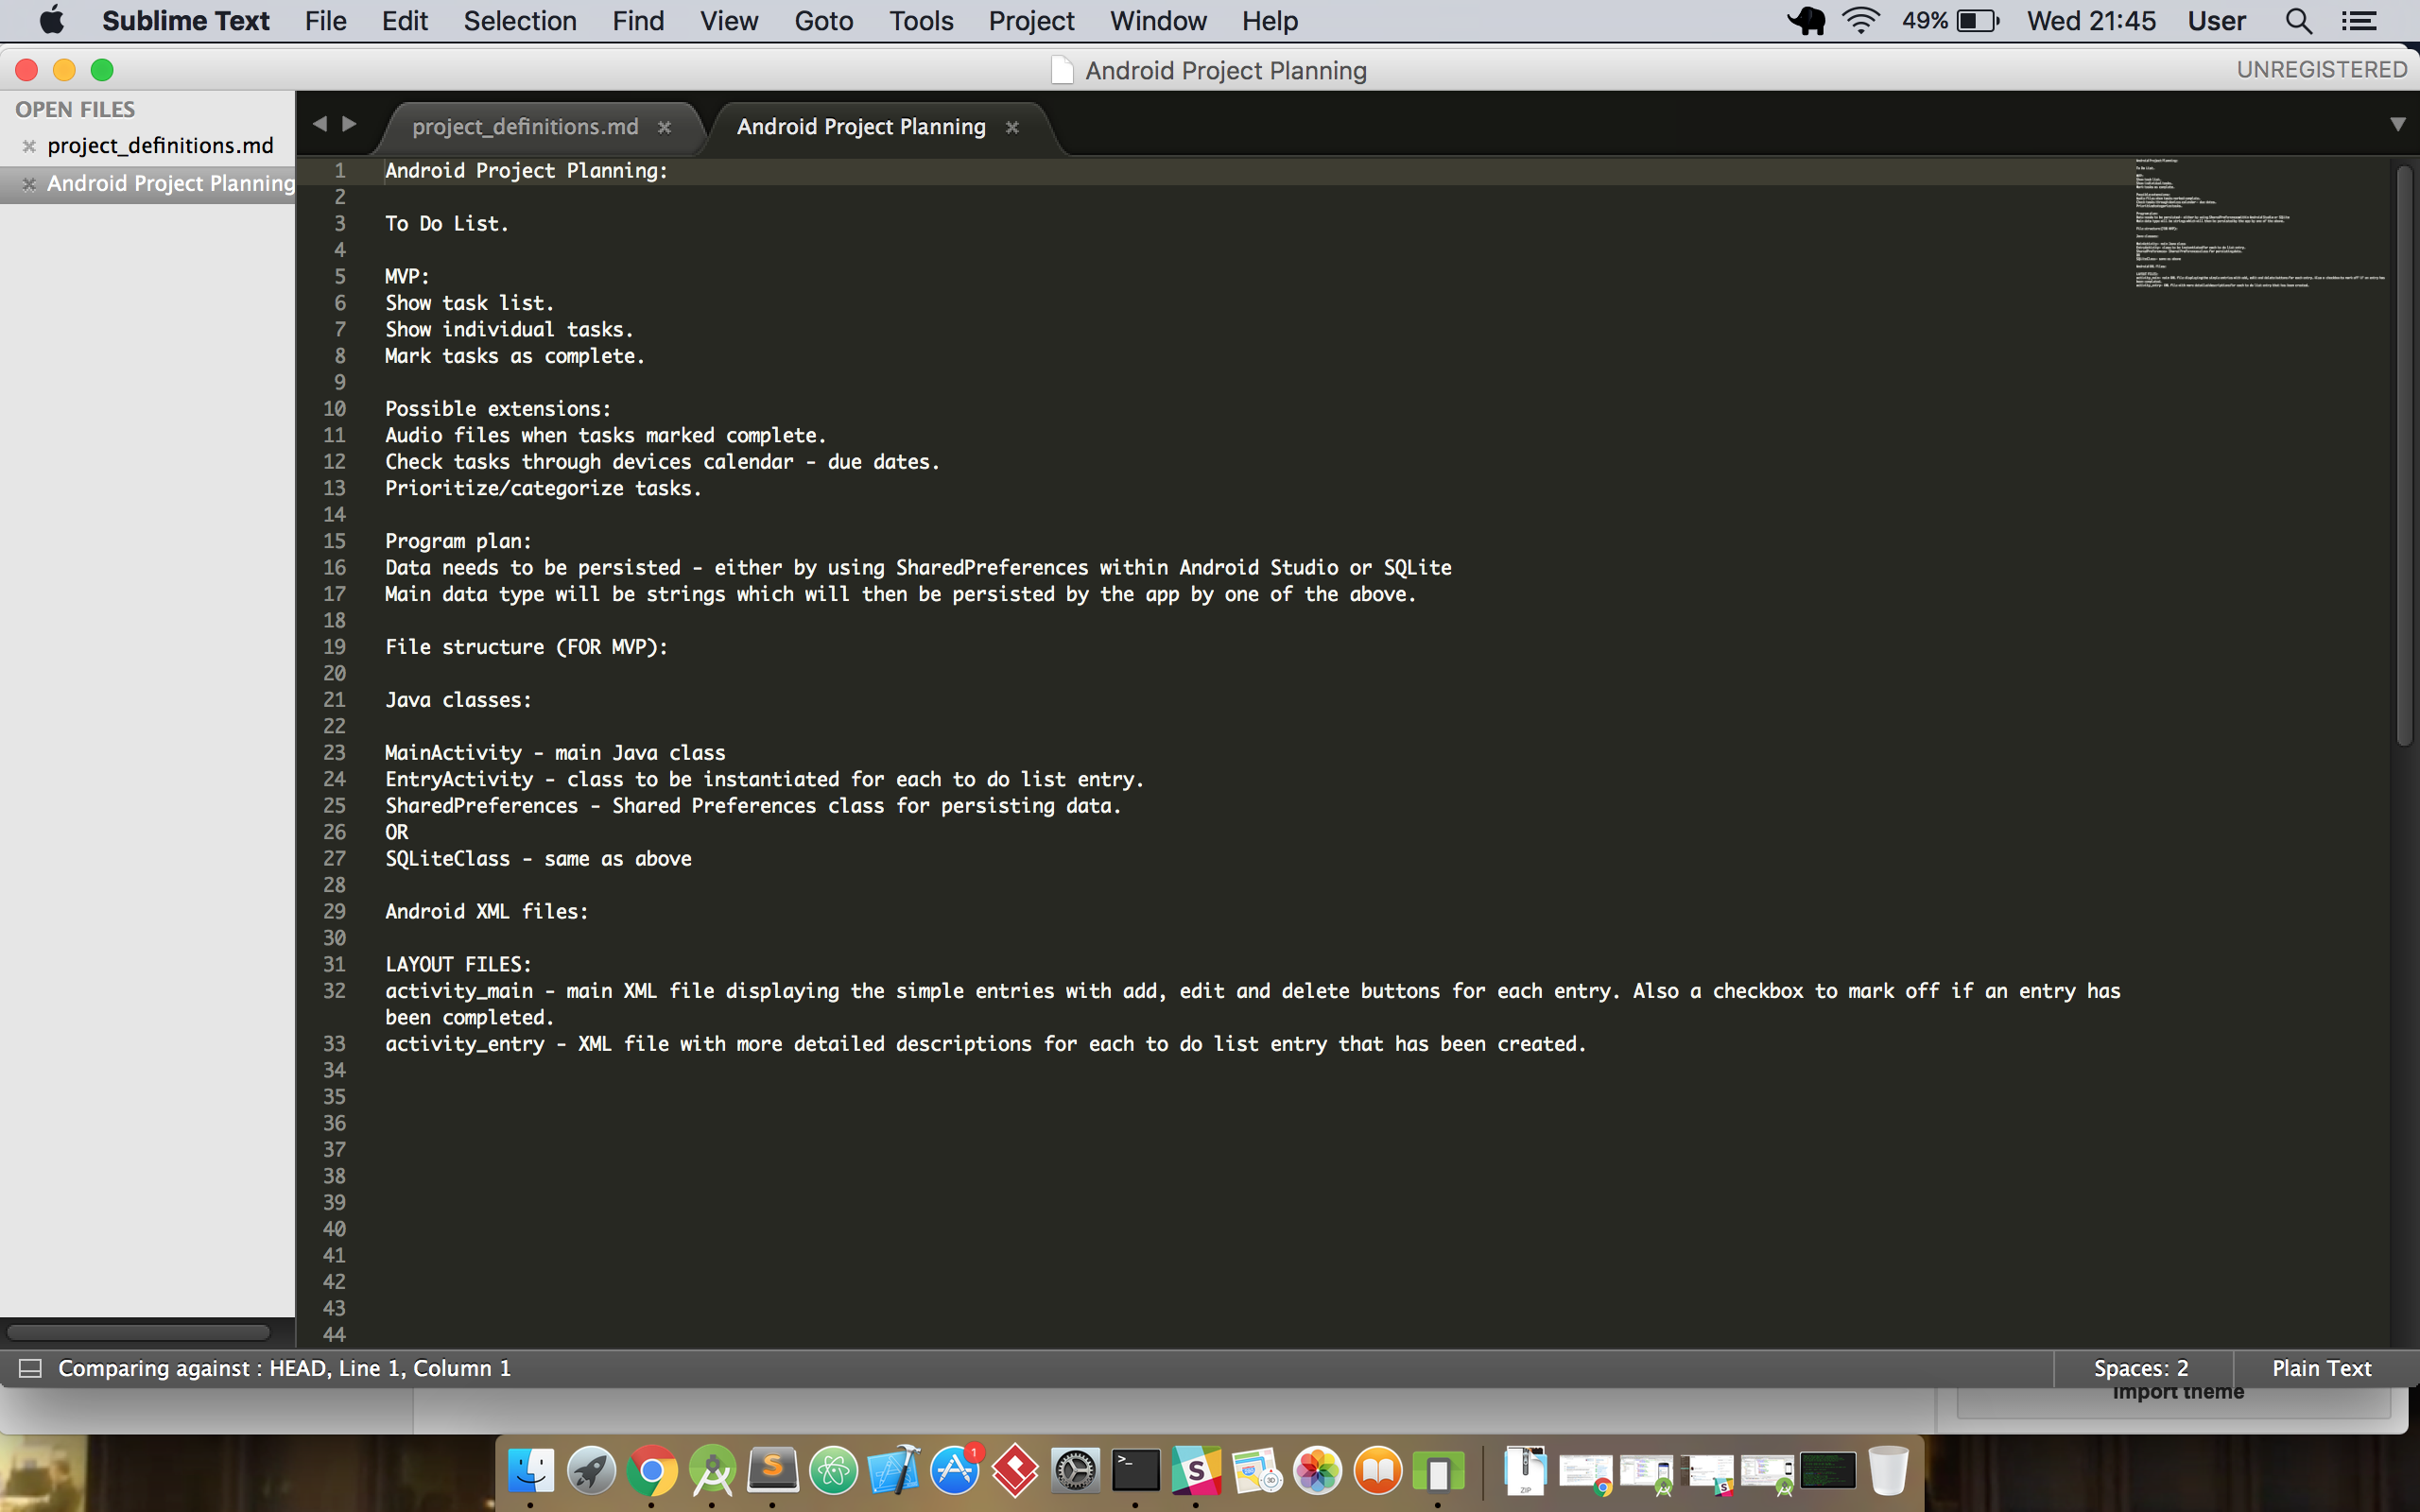 Sublime Text File Edit Selection Find View Goto Tools Project Window Help 49% Wed 21:45 User
Android Project Planning UNREGISTERED
OPEN FILES
project_definitions.md
Android Project Planning
project_definitions.md Android Project Planning
1 Android Project Planning:
2
3 To Do List.
4
5 MVP:
6 Show task list.
7 Show individual tasks.
8 Mark tasks as complete.
9
10 Possible extensions:
11 Audio files when tasks marked complete.
12 Check tasks through devices calendar - due dates.
13 Prioritize/categorize tasks.
14
15 Program plan:
16 Data needs to be persisted - either by using SharedPreferences within Android Studio or SQLite
17 Main data type will be strings which will then be persisted by the app by one of the above.
18
19 File structure (FOR MVP):
20
21 Java classes:
22
23 MainActivity - main Java class
24 EntryActivity - class to be instantiated for each to do list entry.
25 SharedPreferences - Shared Preferences class for persisting data.
26 OR
27 SQLiteClass - same as above
28
29 Android XML files:
30
31 LAYOUT FILES:
32 activity_main - main XML file displaying the simple entries with add, edit and delete buttons for each entry. Also a checkbox to mark off if an entry has
been completed.
33 activity_entry - XML file with more detailed descriptions for each to do list entry that has been created.
34
35
36
37
38
39
40
41
42
43
44
Comparing against : HEAD, Line 1, Column 1 Spaces: 2 Plain Text
Import theme
1
ZIP